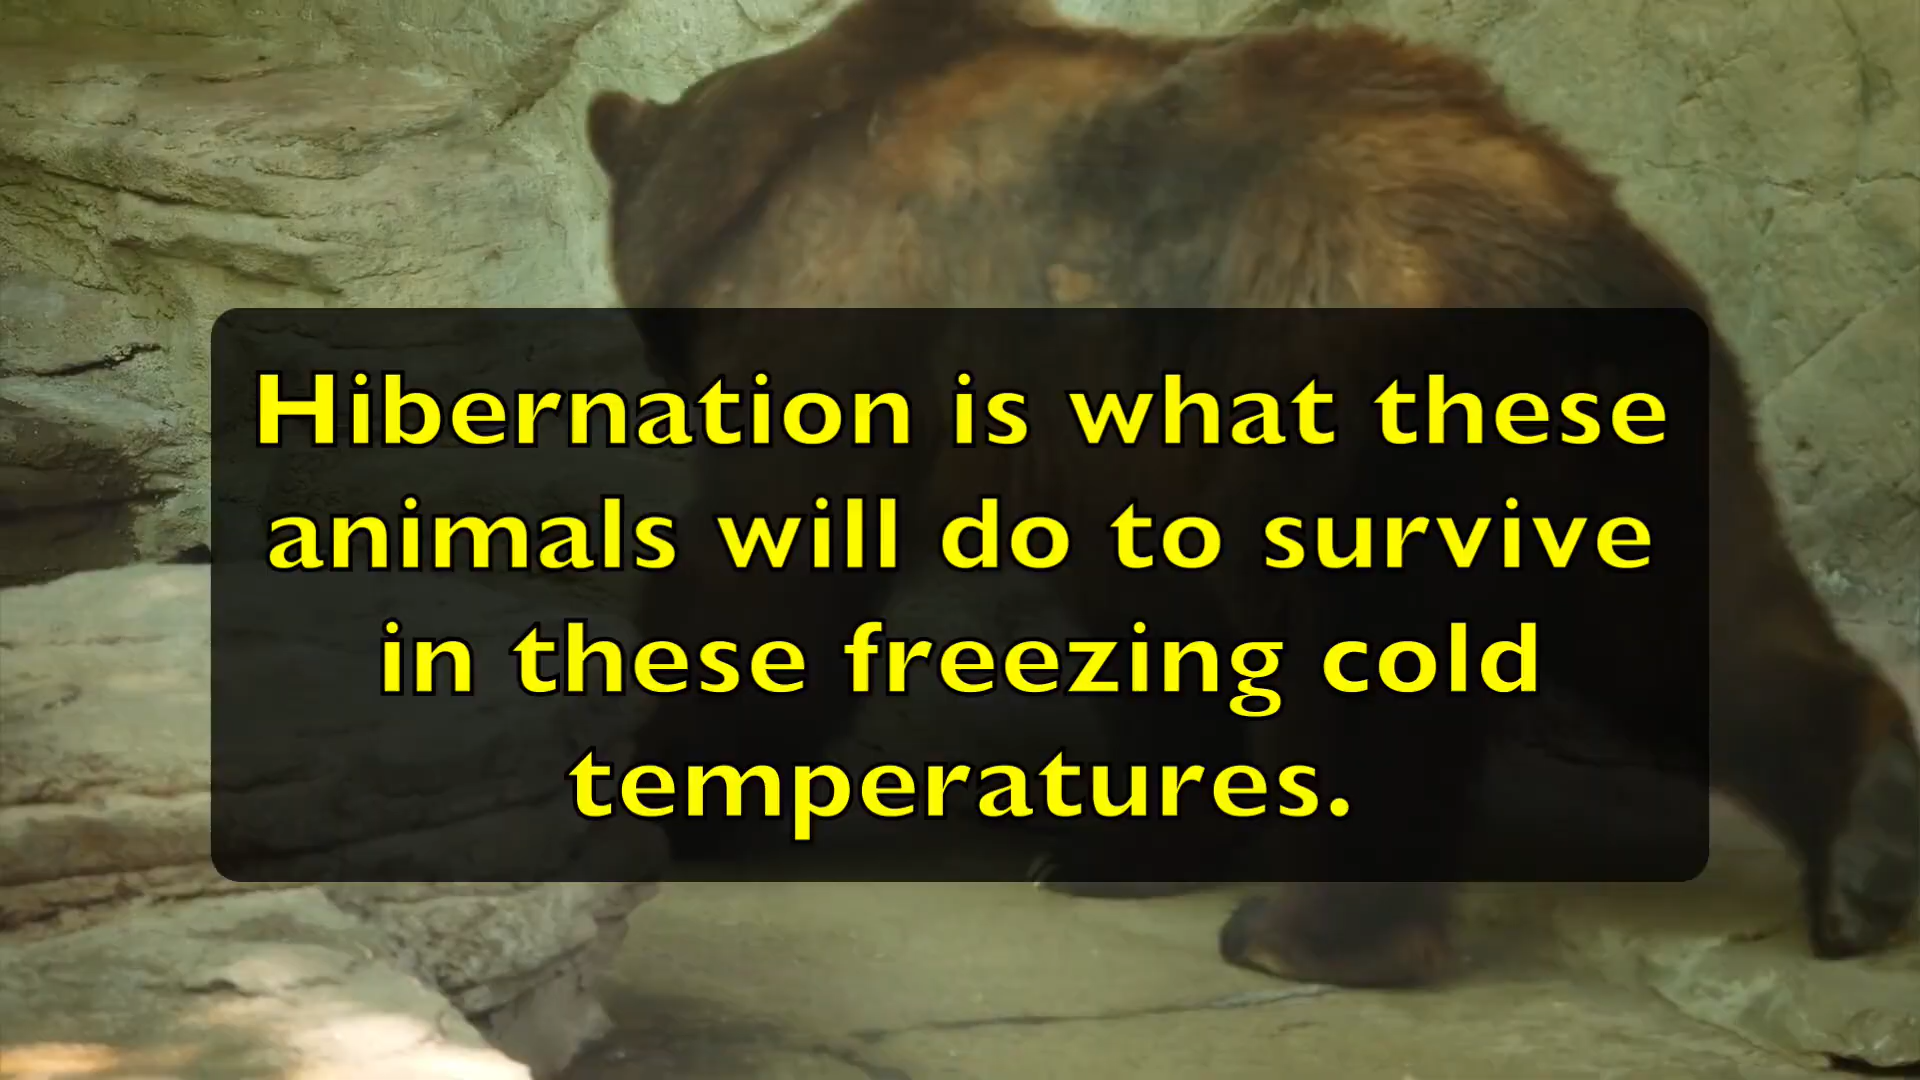 Hibernation is what these
animals will do to survive
in these freezing cold
temperatures.